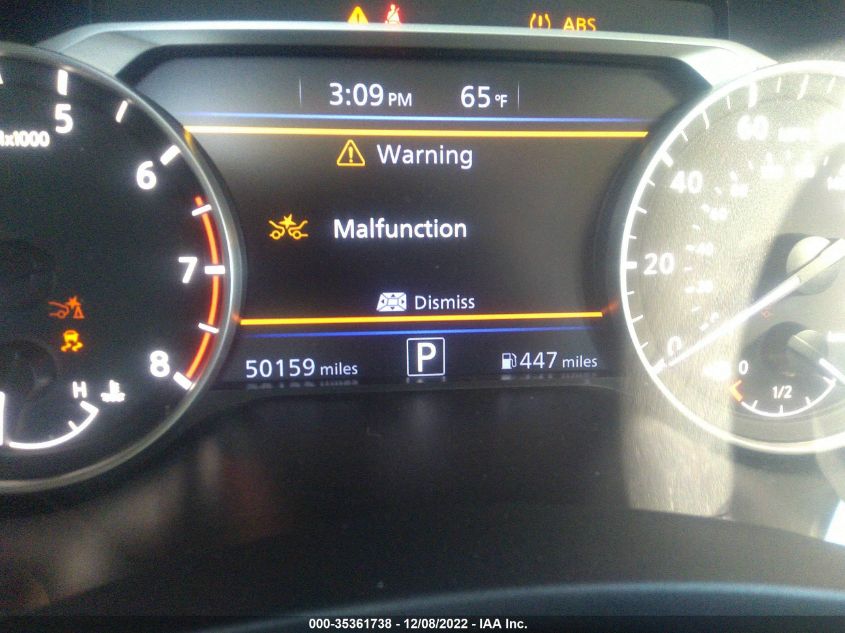 ABS
3:09 PM 65°F
Warning
Malfunction
Dismiss
50159 miles P 447 miles
5
x1000
6
7
8
H
60
40
20
0
0
1/2
000-35361738 - 12/08/2022 - IAA Inc.